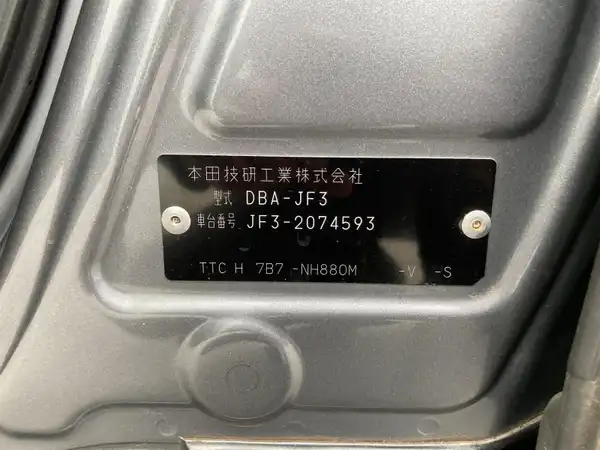 本田技研工業株式会社
型式 DBA-JF3
車台番号 JF3-2074593
TTC H 7B7 -NH880M -V -S